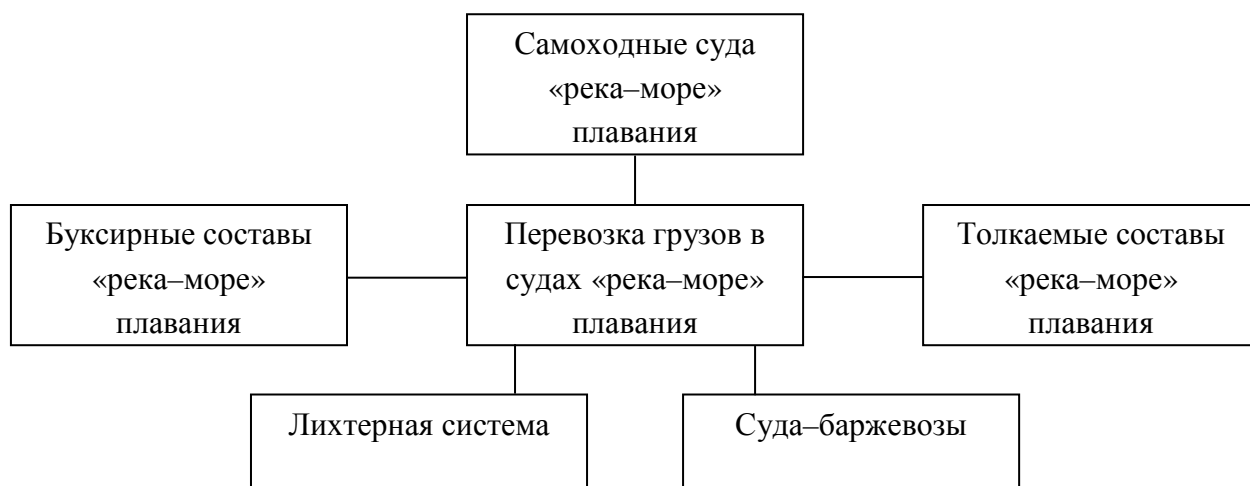 Самоходные суда
«река–море»
плавания
Буксирные составы
«река–море»
плавания
Перевозка грузов в
судах «река–море»
плавания
Толкаемые составы
«река–море»
плавания
Лихтерная система
Суда–баржевозы